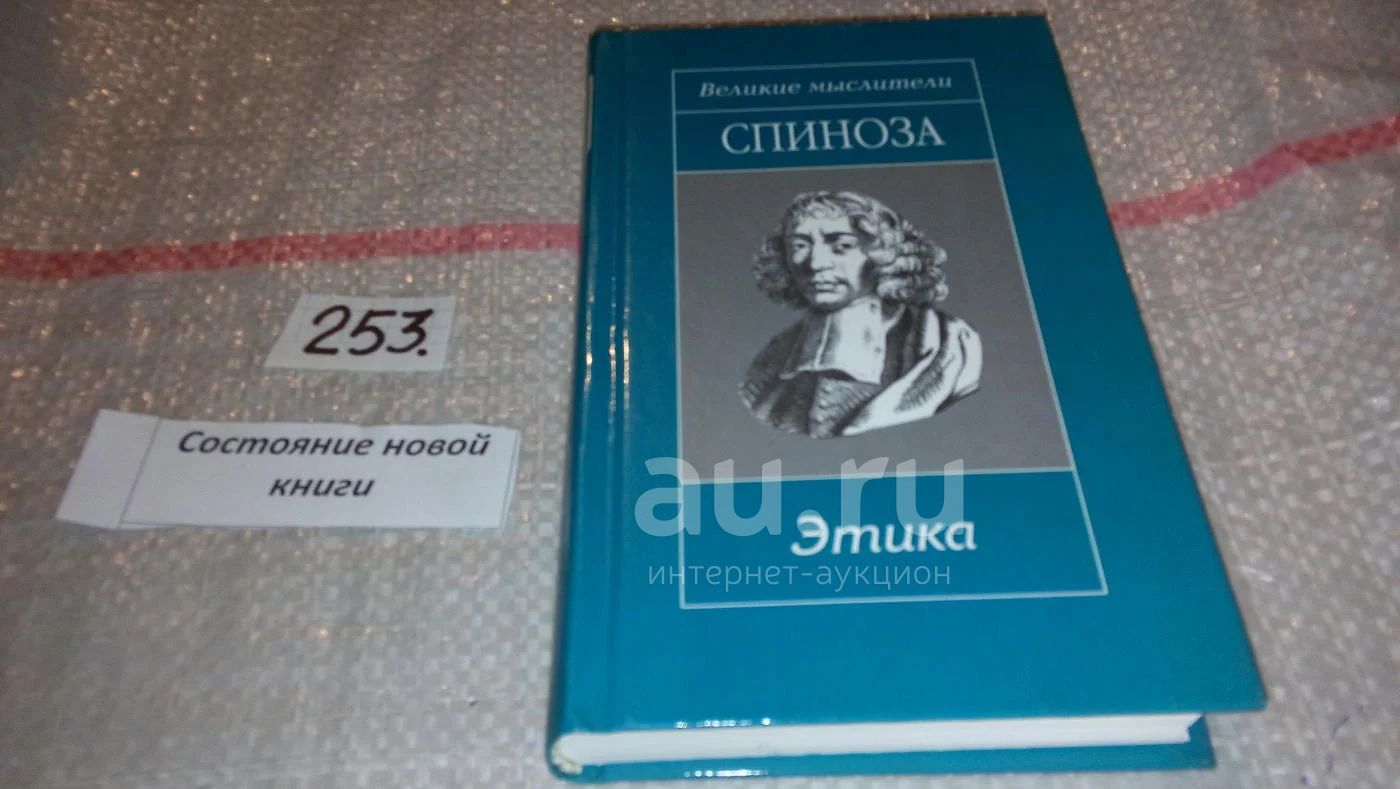 Великие мыслители
СПИНОЗА
253.
Состояние новой
книги
au.ru
Этика
интернет-аукцион